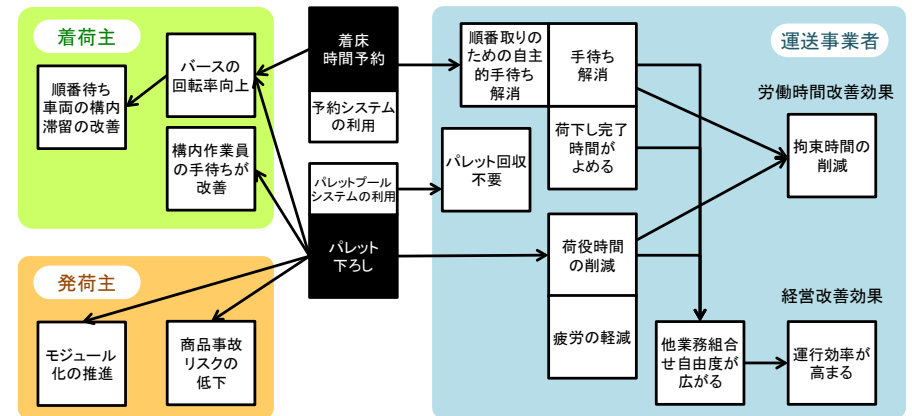 着荷主
順番待ち
車両の構内
滞留の改善
バースの
回転率向上
構内作業員
の手待ちが
改善
発荷主
モジュール
化の推進
商品事故
リスクの
低下
着床
時間予約
予約システム
の利用
パレットプール
システムの利用
パレット
下ろし
運送事業者
順番取りの
ための自主
的手待ち
解消
手待ち
解消
荷下し完了
時間が
よめる
パレット回収
不要
荷役時間
の削減
疲労の軽減
他業務組合
せ自由度が
広がる
労働時間改善効果
拘束時間の
削減
経営改善効果
運行効率が
高まる